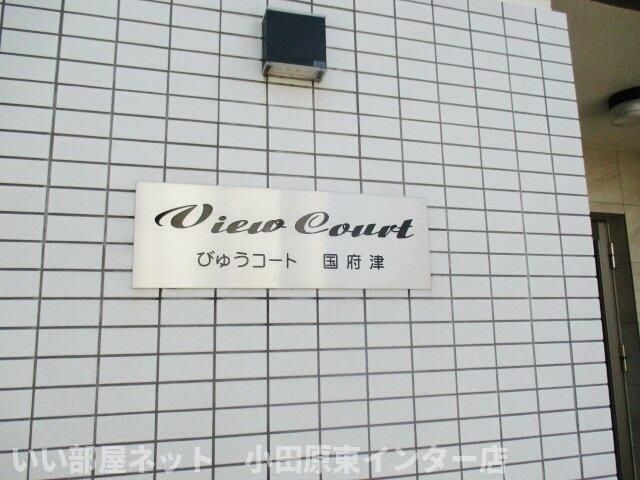 View Court
びゅうコート 国府津
いい部屋ネット 小田原東インター店